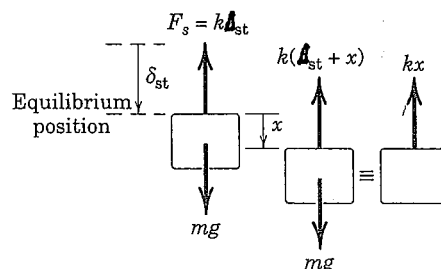 F_s = kδ_st
δ_st
k(δ_st + x)
kx
Equilibrium
position
x
≡
mg
mg